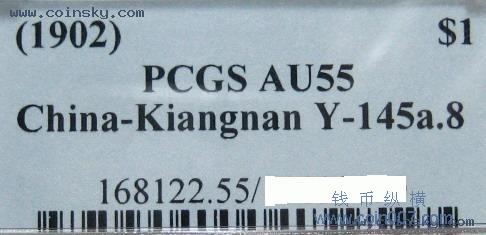 www.coinsky.com
(1902) $1
PCGS AU55
China-Kiangnan Y-145a.8
168122.55/
钱币纵横